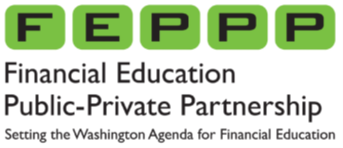 FEPPP
Financial Education
Public-Private Partnership
Setting the Washington Agenda for Financial Education